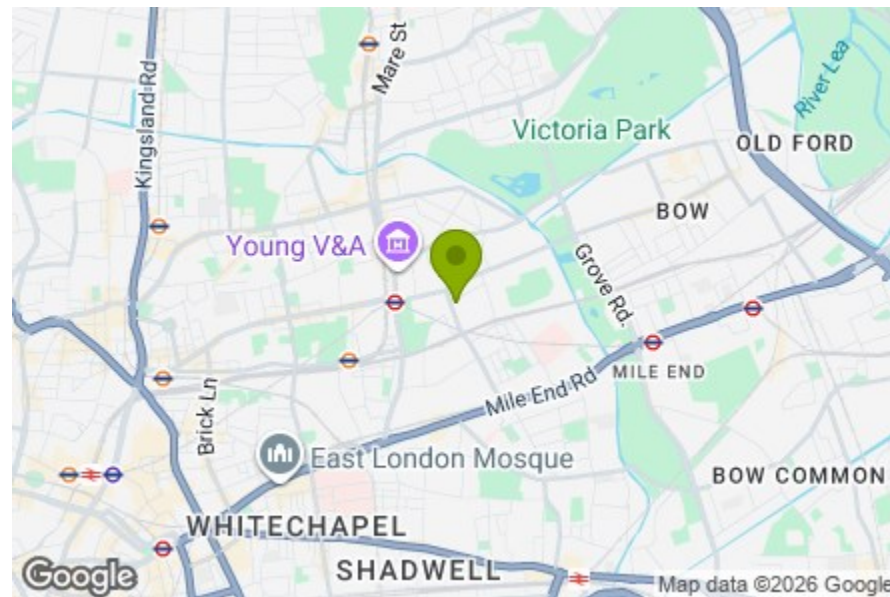 Kingsland Rd
Mare St
River Lea
Victoria Park
OLD FORD
BOW
Young V&A
Grove Rd.
MILE END
Mile End Rd
Brick Ln
East London Mosque
BOW COMMON
WHITECHAPEL
SHADWELL
Google
Map data ©2026 Google